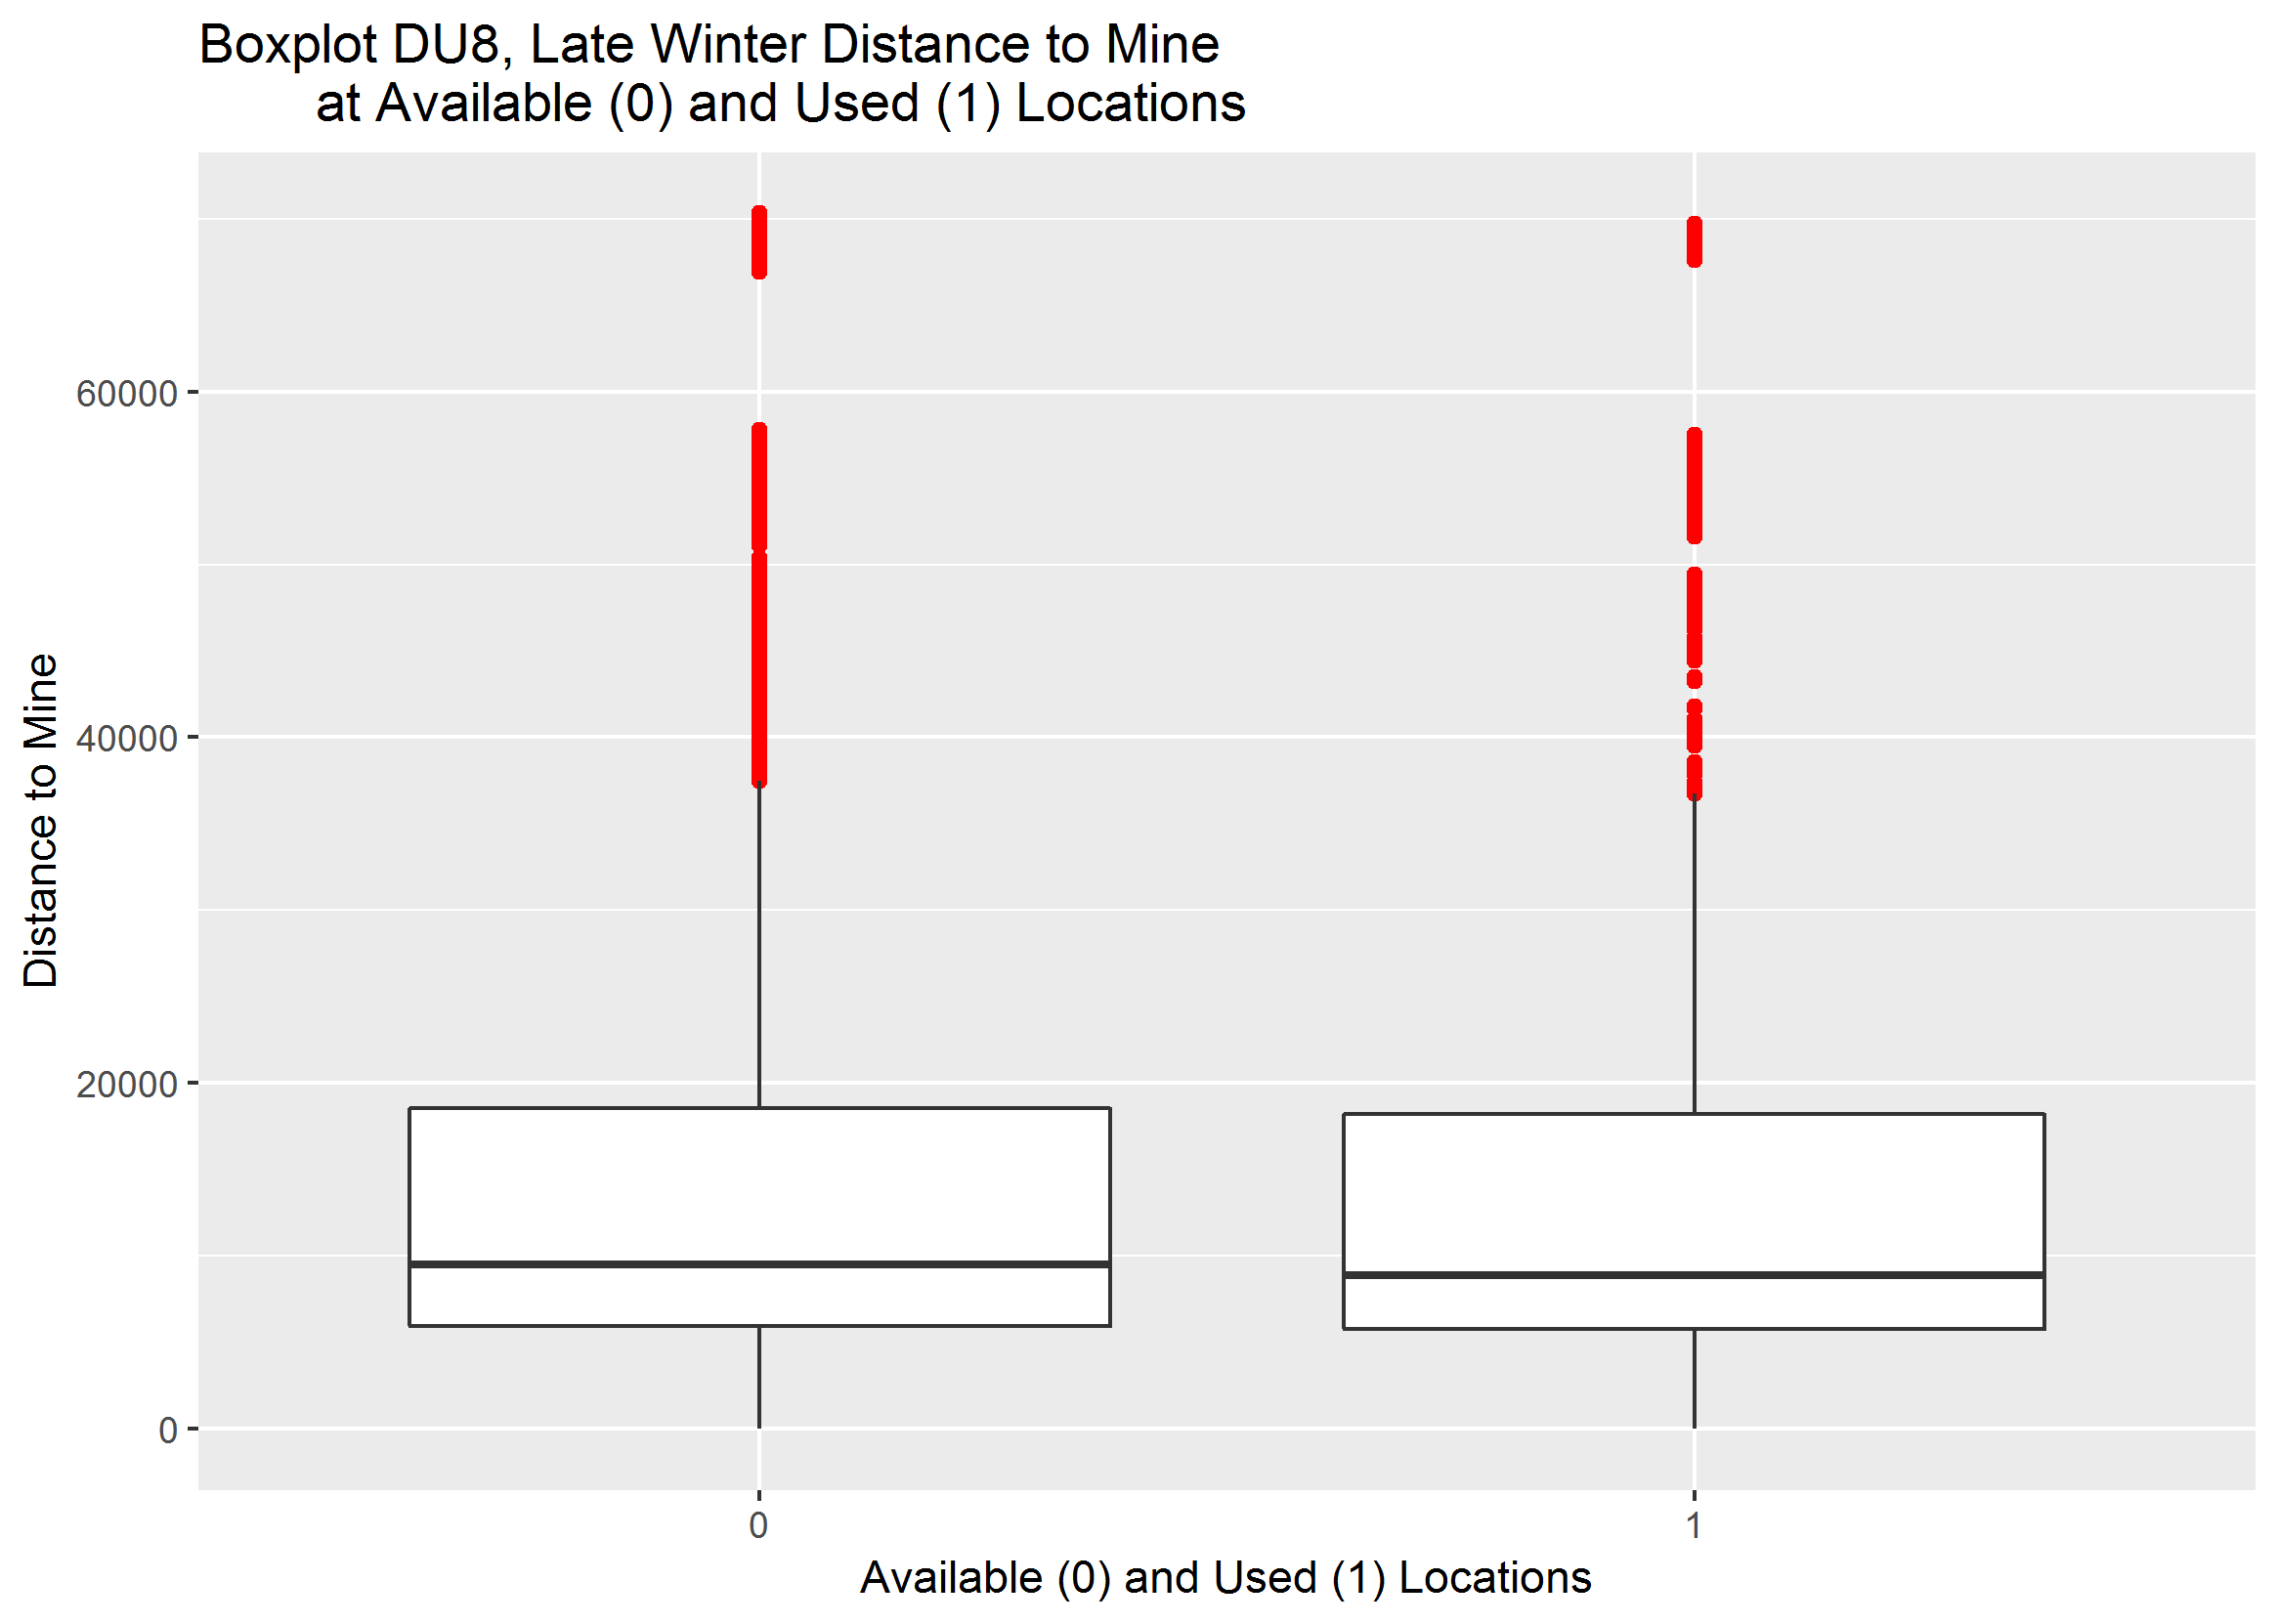 Boxplot DU8, Late Winter Distance to Mine
at Available (0) and Used (1) Locations
Distance to Mine
60000
40000
20000
0
0
1
Available (0) and Used (1) Locations